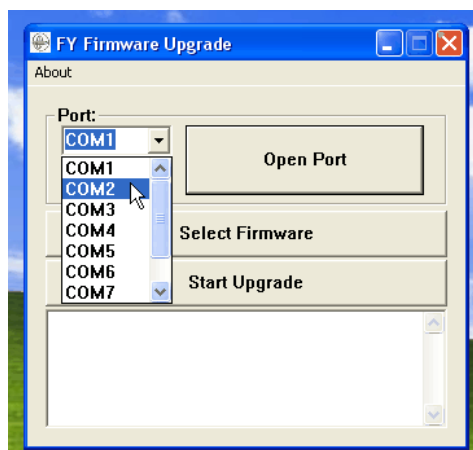 FY Firmware Upgrade
About
Port:
COM1
Open Port
COM1
COM2
COM3
COM4
COM5
COM6
COM7
Select Firmware
Start Upgrade